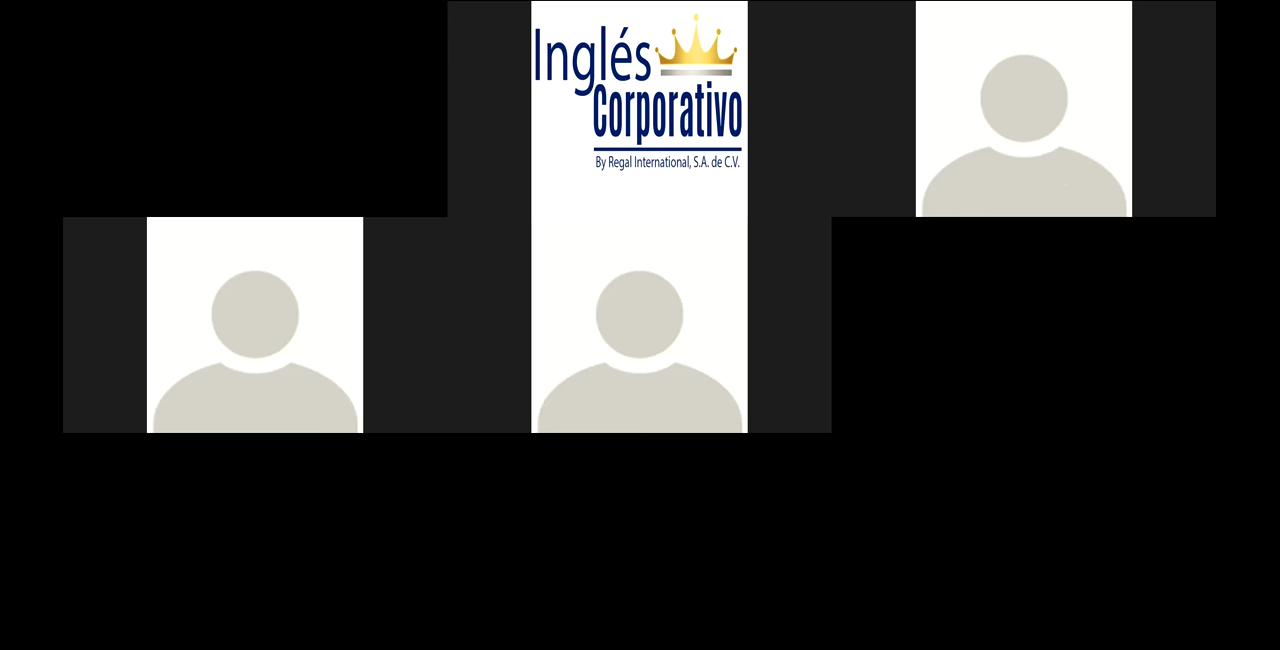 Inglés
Corporativo
By Regal International, S.A. de C.V.